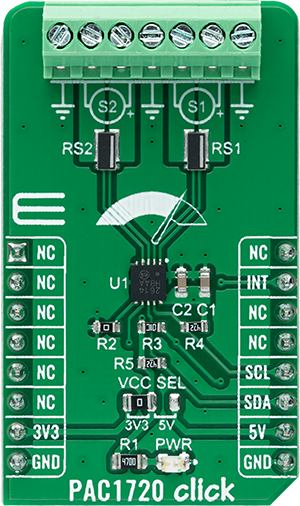 S2 + S1 +
RS2 RS1
U1
NC NC
NC INT
NC C2 C1 NC
NC R2 R3 R4 NC
R5
NC SCL
VCC SEL
NC SDA
3V3 3V3 5V 5V
R1 PWR
GND 4700 GND
PAC1720 click